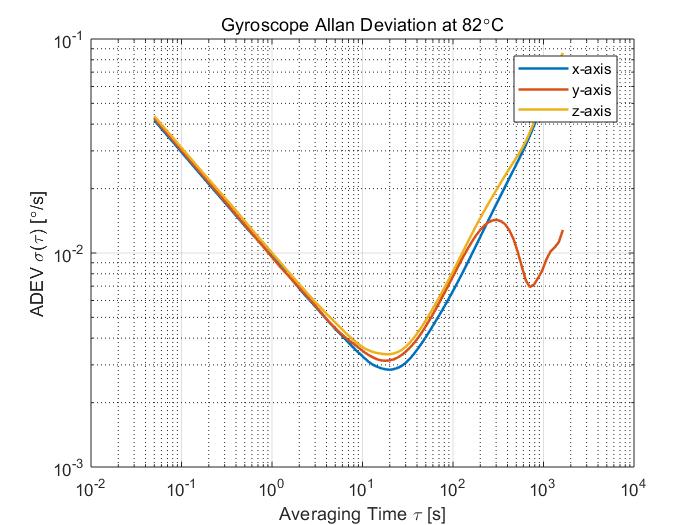 Gyroscope Allan Deviation at 82°C
ADEV σ(τ) [°/s]
10^-1
10^-2
10^-3
x-axis
y-axis
z-axis
10^-2 10^-1 10^0 10^1 10^2 10^3 10^4
Averaging Time τ [s]